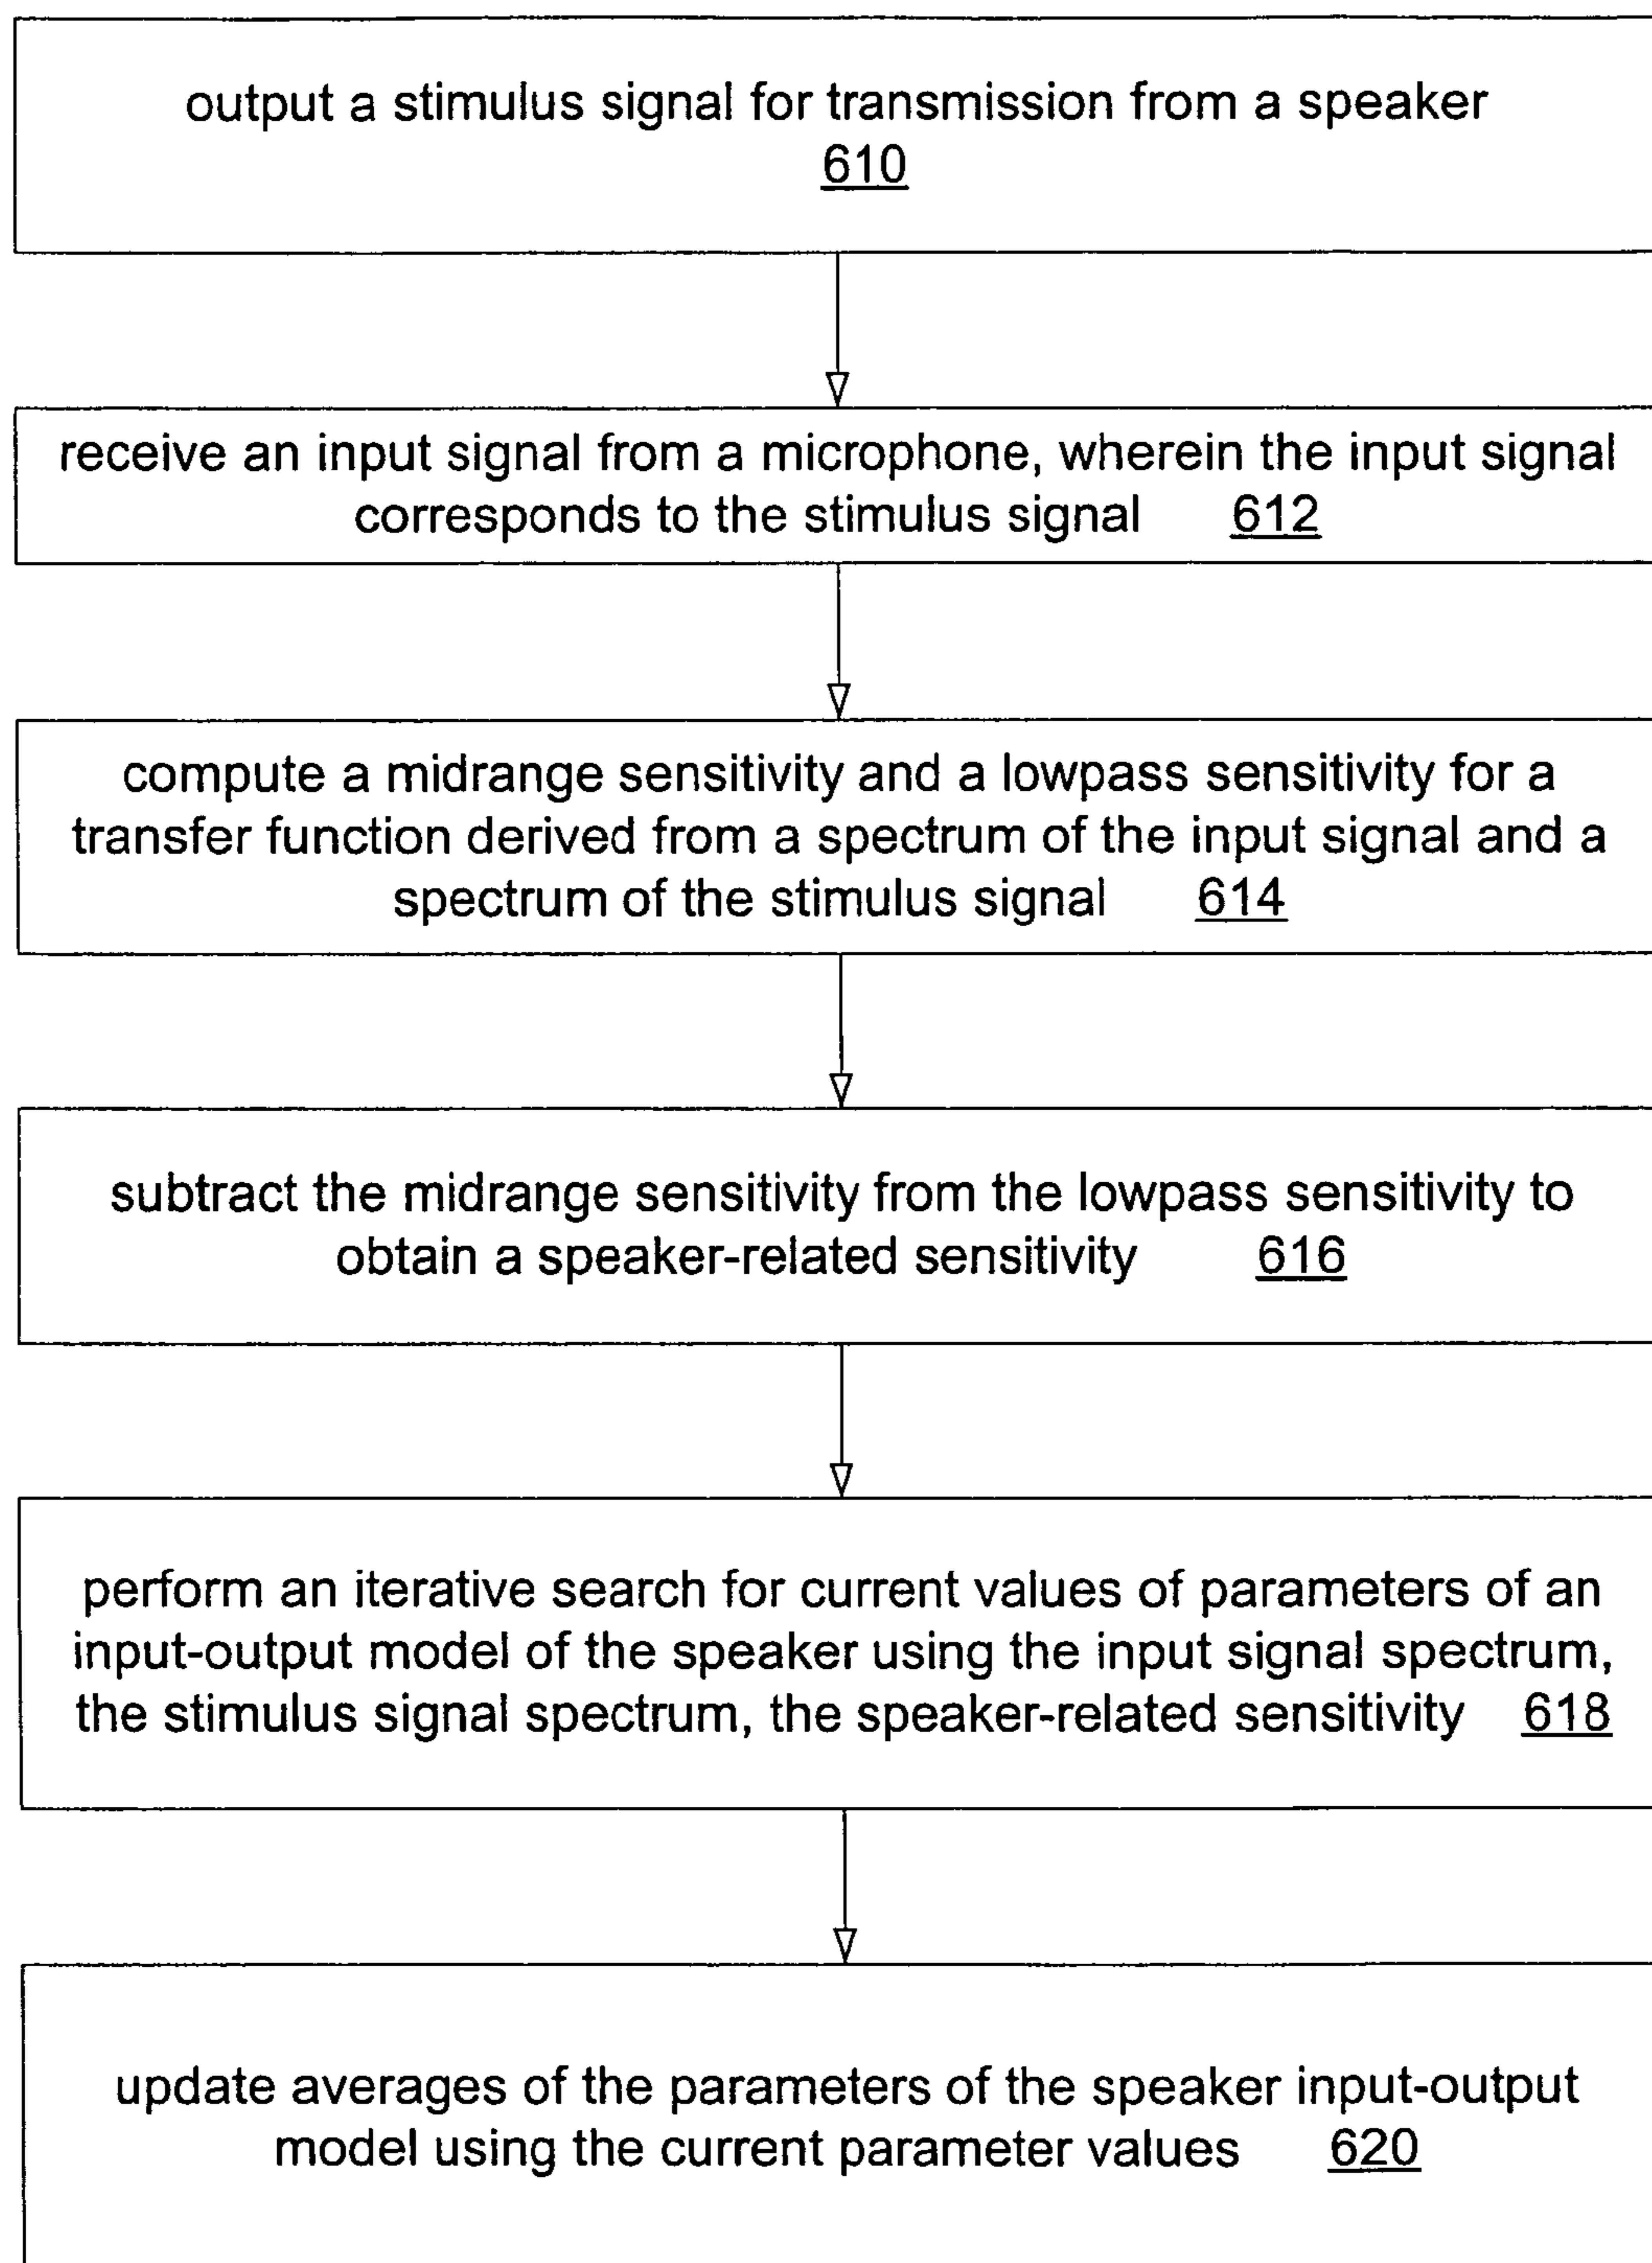 output a stimulus signal for transmission from a speaker
610
receive an input signal from a microphone, wherein the input signal
corresponds to the stimulus signal 612
compute a midrange sensitivity and a lowpass sensitivity for a
transfer function derived from a spectrum of the input signal and a
spectrum of the stimulus signal 614
subtract the midrange sensitivity from the lowpass sensitivity to
obtain a speaker-related sensitivity 616
perform an iterative search for current values of parameters of an
input-output model of the speaker using the input signal spectrum,
the stimulus signal spectrum, the speaker-related sensitivity 618
update averages of the parameters of the speaker input-output
model using the current parameter values 620